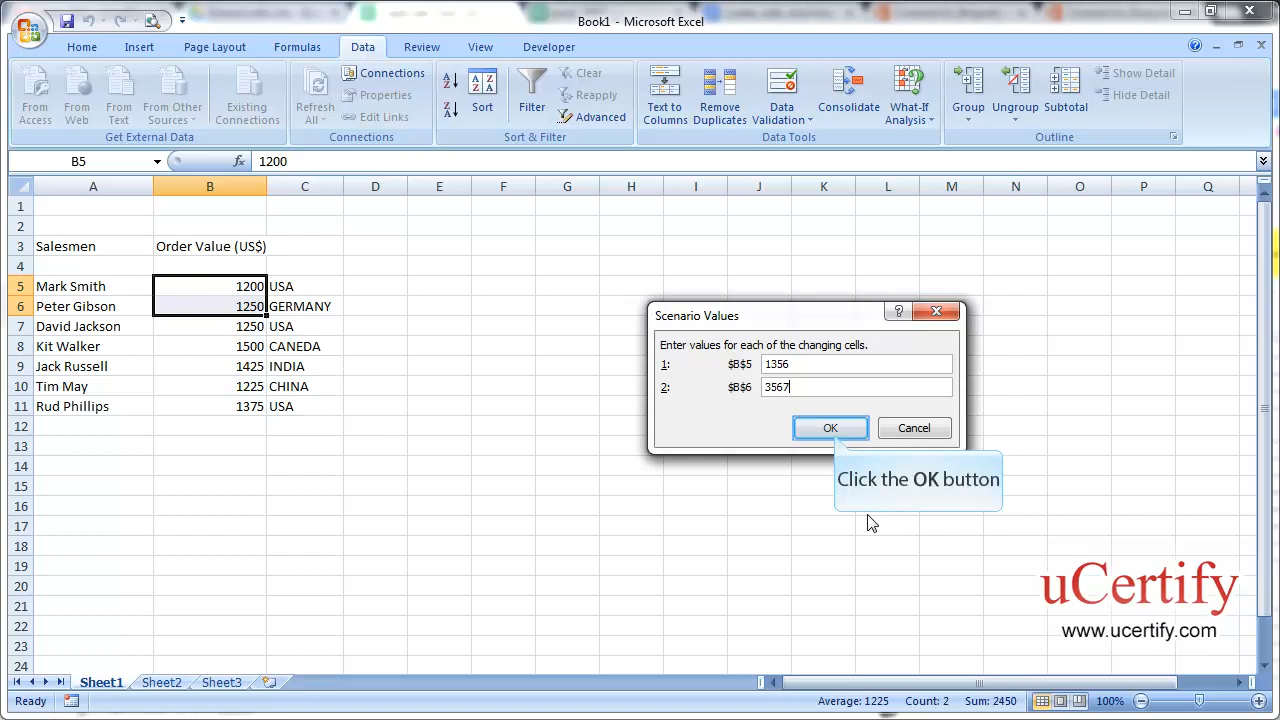 Book1 - Microsoft Excel
Home Insert Page Layout Formulas Data Review View Developer
From Access
From Web
From Text
From Other Sources
Existing Connections
Get External Data
Refresh All
Connections
Properties
Edit Links
Connections
Sort
Filter
Clear
Reapply
Advanced
Sort & Filter
Text to Columns
Remove Duplicates
Data Validation
Consolidate
What-If Analysis
Data Tools
Group
Ungroup
Subtotal
Show Detail
Hide Detail
Outline
B5 fx 1200
A B C D E F G H I J K L M N O P Q
1
2
3 Salesmen Order Value (US$)
4
5 Mark Smith 1200 USA
6 Peter Gibson 1250 GERMANY
7 David Jackson 1250 USA
8 Kit Walker 1500 CANEDA
9 Jack Russell 1425 INDIA
10 Tim May 1225 CHINA
11 Rud Phillips 1375 USA
12
13
14
15
16
17
18
19
20
21
22
23
24
Scenario Values
Enter values for each of the changing cells.
1: $B$5 1356
2: $B$6 3567
OK Cancel
Click the OK button
uCertify
www.ucertify.com
Sheet1 Sheet2 Sheet3
Ready Average: 1225 Count: 2 Sum: 2450 100%